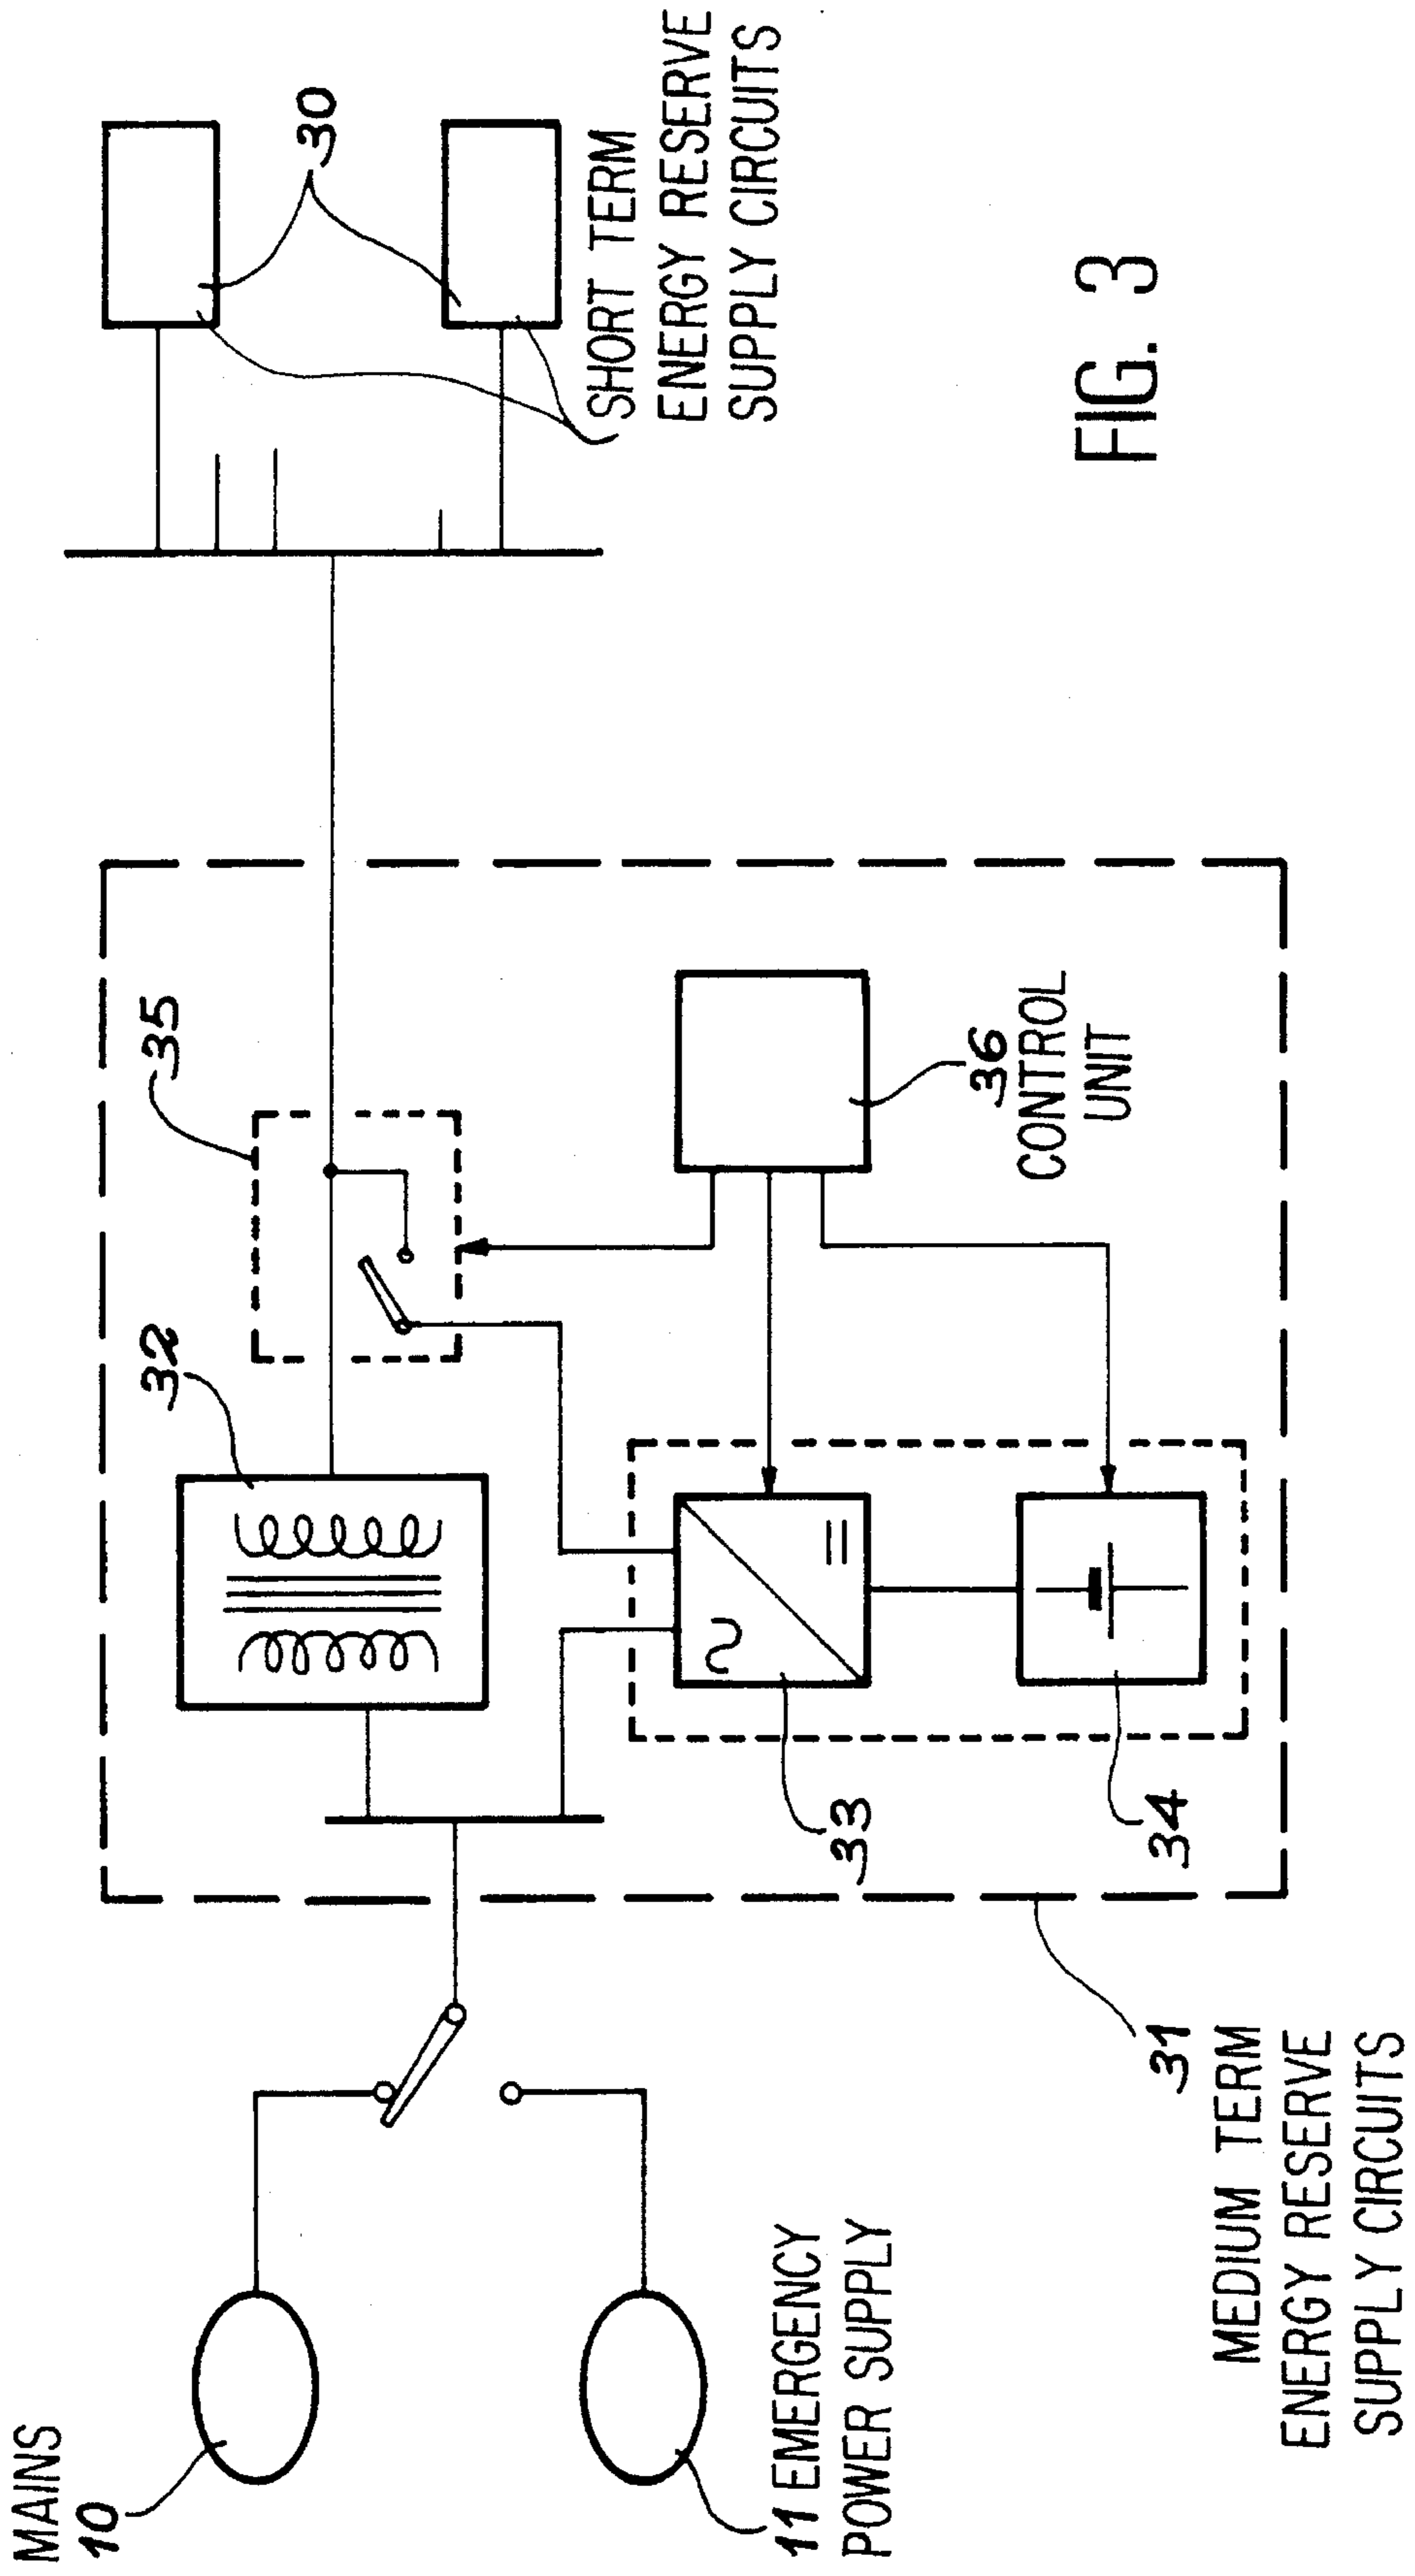 MAINS
10
11 EMERGENCY
POWER SUPPLY
31
MEDIUM TERM
ENERGY RESERVE
SUPPLY CIRCUITS
32
33
34
35
36
CONTROL
UNIT
30
SHORT TERM
ENERGY RESERVE
SUPPLY CIRCUITS
FIG. 3